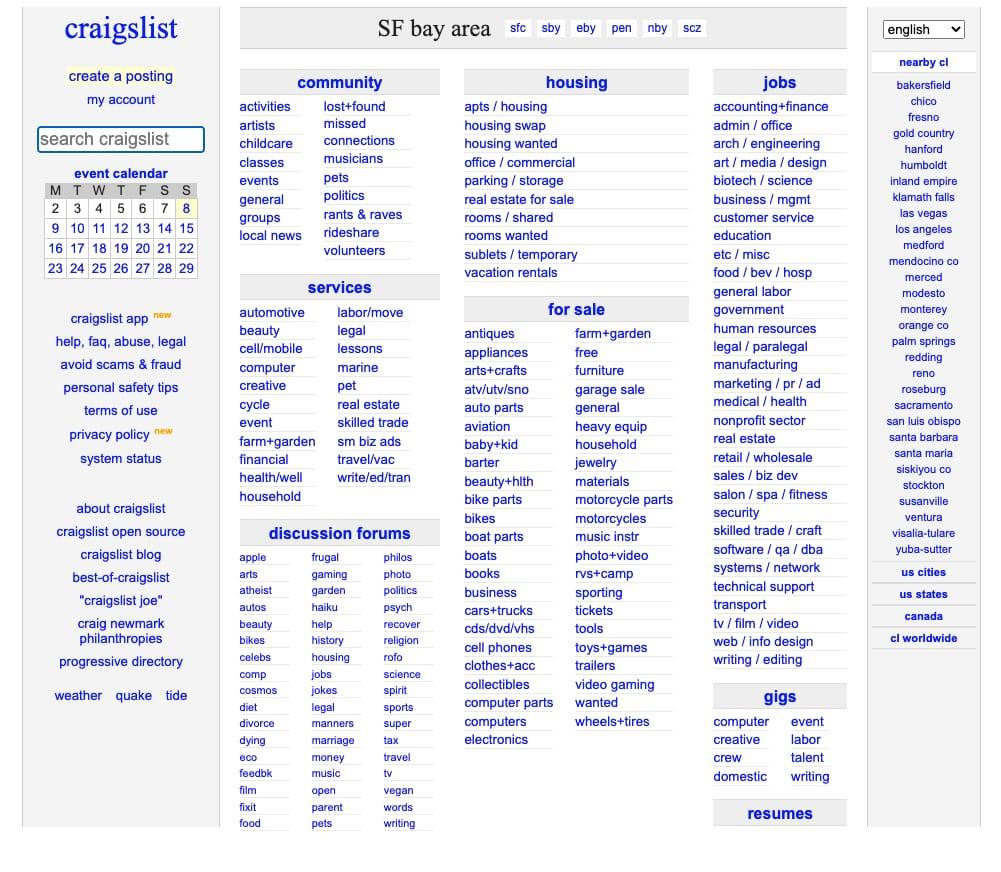 craigslist
create a posting
my account
search craigslist
event calendar
M T W T F S S
2 3 4 5 6 7 8
9 10 11 12 13 14 15
16 17 18 19 20 21 22
23 24 25 26 27 28 29
craigslist app new
help, faq, abuse, legal
avoid scams & fraud
personal safety tips
terms of use
privacy policy new
system status
about craigslist
craigslist open source
craigslist blog
best-of-craigslist
"craigslist joe"
craig newmark
philanthropies
progressive directory
weather quake tide
SF bay area sfc sby eby pen nby scz
community
activities
artists
childcare
classes
events
general
groups
local news
lost+found
missed
connections
musicians
pets
politics
rants & raves
rideshare
volunteers
services
automotive
beauty
cell/mobile
computer
creative
cycle
event
farm+garden
financial
health/well
household
labor/move
legal
lessons
marine
pet
real estate
skilled trade
sm biz ads
travel/vac
write/ed/tran
discussion forums
apple
arts
atheist
autos
beauty
bikes
celebs
comp
cosmos
diet
divorce
dying
eco
feedbk
film
fixit
food
frugal
gaming
garden
haiku
help
history
housing
jobs
jokes
legal
manners
marriage
money
music
open
parent
pets
philos
photo
politics
psych
recover
religion
rofo
science
spirit
sports
super
tax
travel
tv
vegan
words
writing
housing
apts / housing
housing swap
housing wanted
office / commercial
parking / storage
real estate for sale
rooms / shared
rooms wanted
sublets / temporary
vacation rentals
for sale
antiques
appliances
arts+crafts
atv/utv/sno
auto parts
aviation
baby+kid
barter
beauty+hlth
bike parts
bikes
boat parts
boats
books
business
cars+trucks
cds/dvd/vhs
cell phones
clothes+acc
collectibles
computer parts
computers
electronics
farm+garden
free
furniture
garage sale
general
heavy equip
household
jewelry
materials
motorcycle parts
motorcycles
music instr
photo+video
rvs+camp
sporting
tickets
tools
toys+games
trailers
video gaming
wanted
wheels+tires
jobs
accounting+finance
admin / office
arch / engineering
art / media / design
biotech / science
business / mgmt
customer service
education
etc / misc
food / bev / hosp
general labor
government
human resources
legal / paralegal
manufacturing
marketing / pr / ad
medical / health
nonprofit sector
real estate
retail / wholesale
sales / biz dev
salon / spa / fitness
security
skilled trade / craft
software / qa / dba
systems / network
technical support
transport
tv / film / video
web / info design
writing / editing
gigs
computer
creative
crew
domestic
event
labor
talent
writing
resumes
english
nearby cl
bakersfield
chico
fresno
gold country
hanford
humboldt
inland empire
klamath falls
las vegas
los angeles
medford
mendocino co
merced
modesto
monterey
orange co
palm springs
redding
reno
roseburg
sacramento
san luis obispo
santa barbara
santa maria
siskiyou co
stockton
susanville
ventura
visalia-tulare
yuba-sutter
us cities
us states
canada
cl worldwide